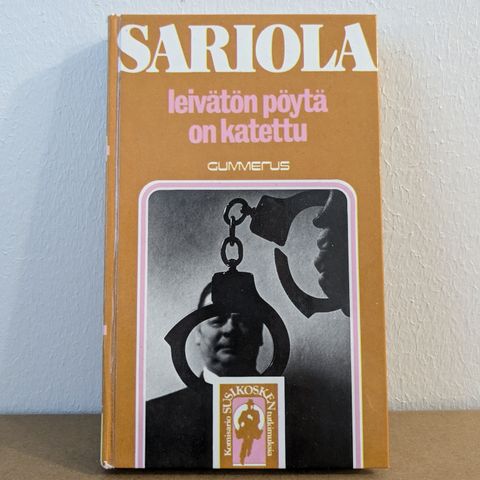 SARIOLA
leivätön pöytä
on katettu
GUMMERUS
Komisario SUSIKOSKEN tutkimuksia